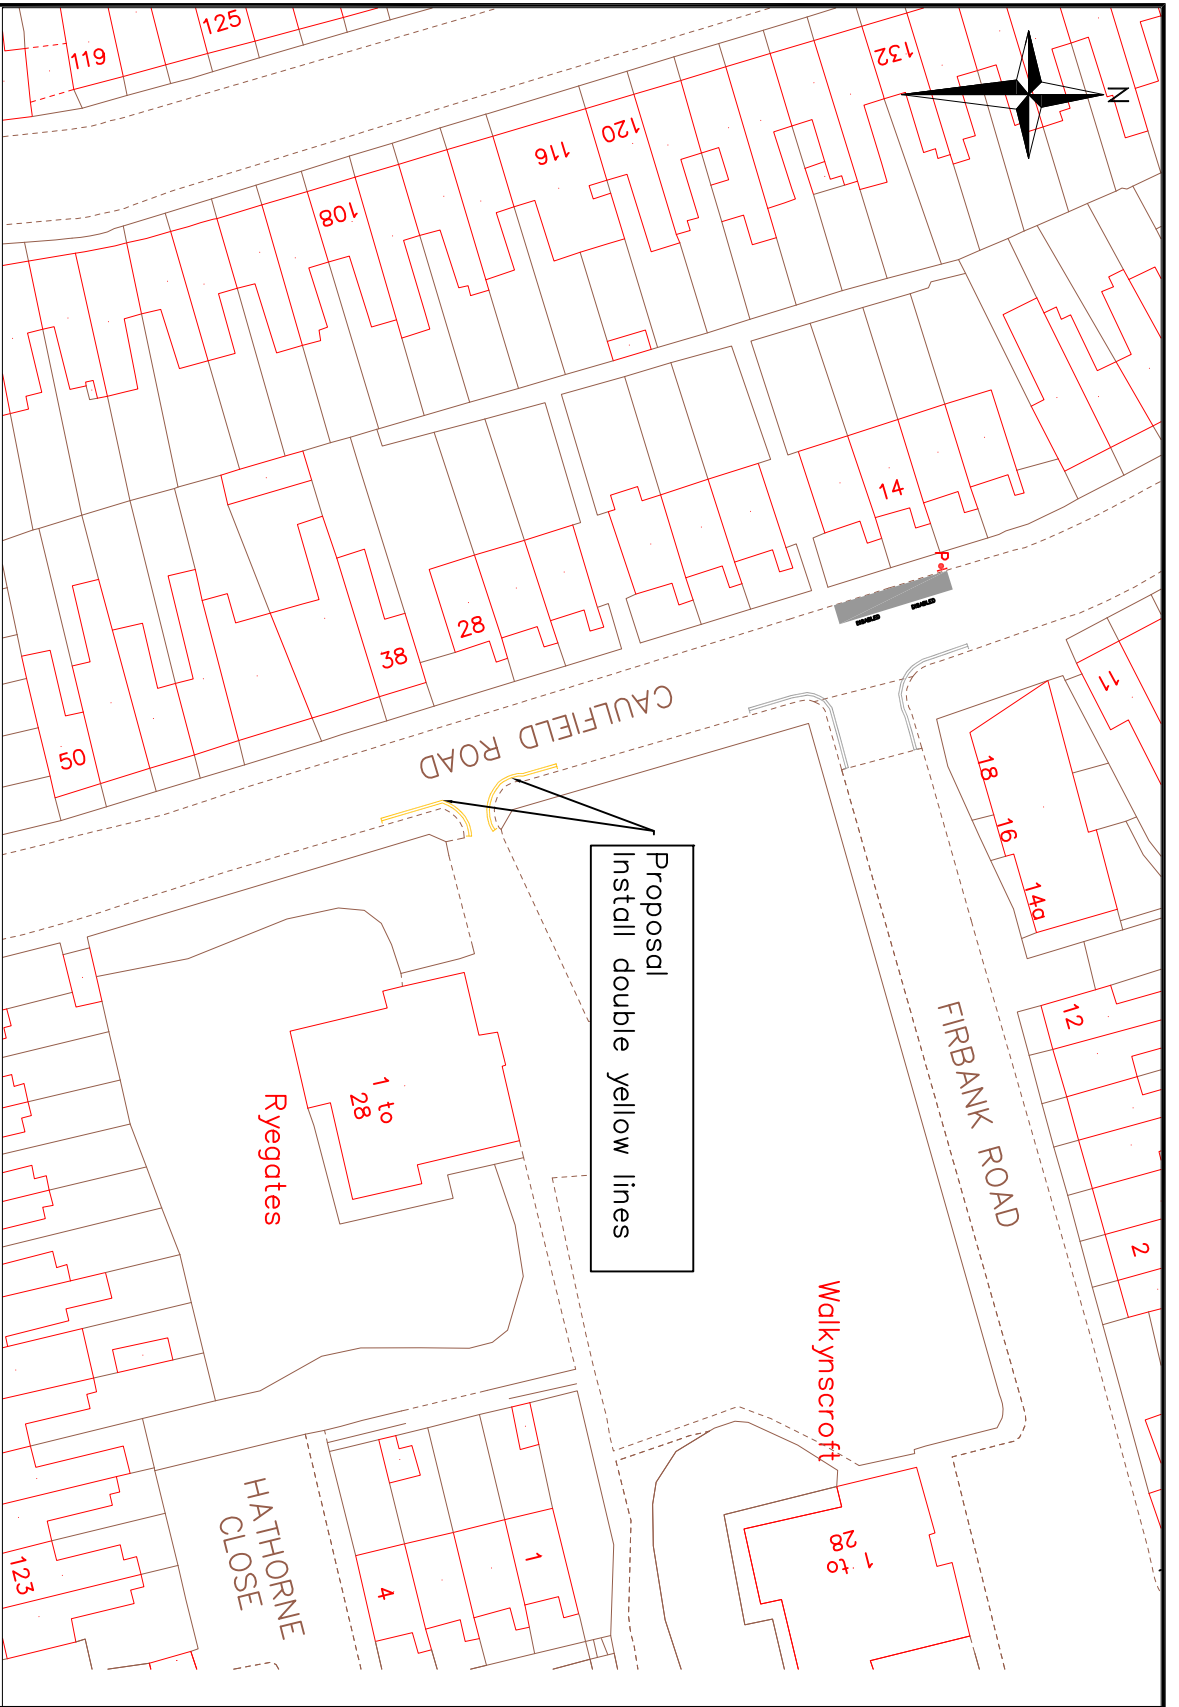 125
119
132
N
120
116
108
14
P
DISABLED
DISABLED
28
38
50
CAULFIELD ROAD
11
18
16
14a
Proposal
Install double yellow lines
FIRBANK ROAD
12
2
1 to
28
Ryegates
Walkynscroft
1 to
28
HATHORNE
CLOSE
1
4
123